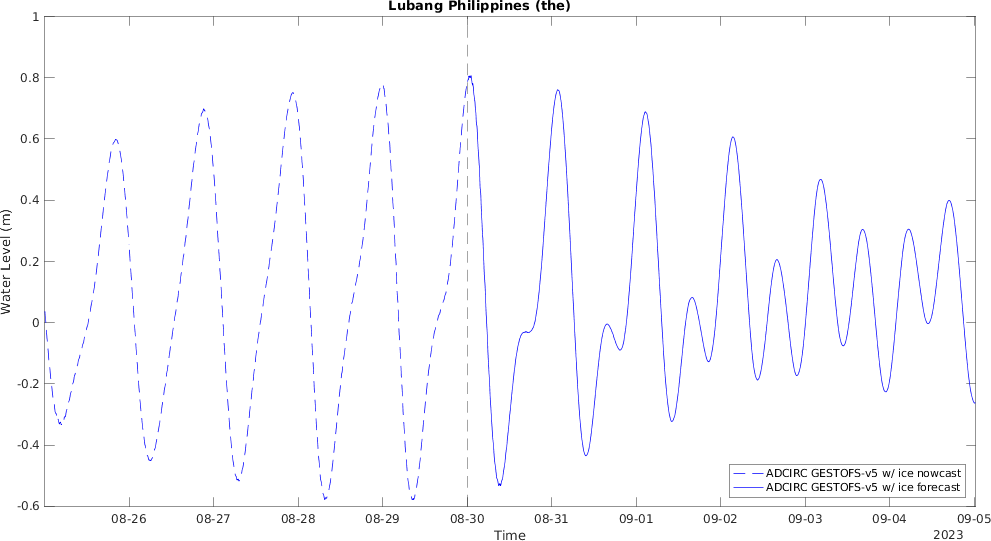 Lubang Philippines (the)
1
0.8
0.6
0.4
0.2
0
-0.2
-0.4
-0.6
Water Level (m)
ADCIRC GESTOFS-v5 w/ ice nowcast
ADCIRC GESTOFS-v5 w/ ice forecast
08-26 08-27 08-28 08-29 08-30 08-31 09-01 09-02 09-03 09-04 09-05
Time
2023